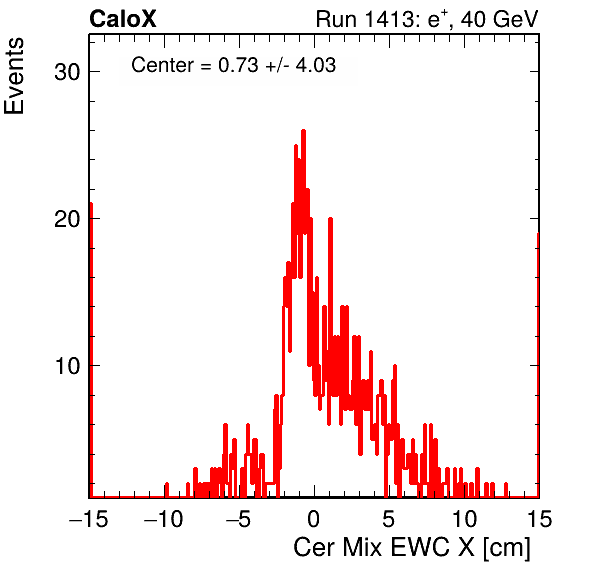 CaloX Run 1413: e⁺, 40 GeV
Events
Center = 0.73 +/- 4.03
30
20
10
−15 −10 −5 0 5 10 15
Cer Mix EWC X [cm]